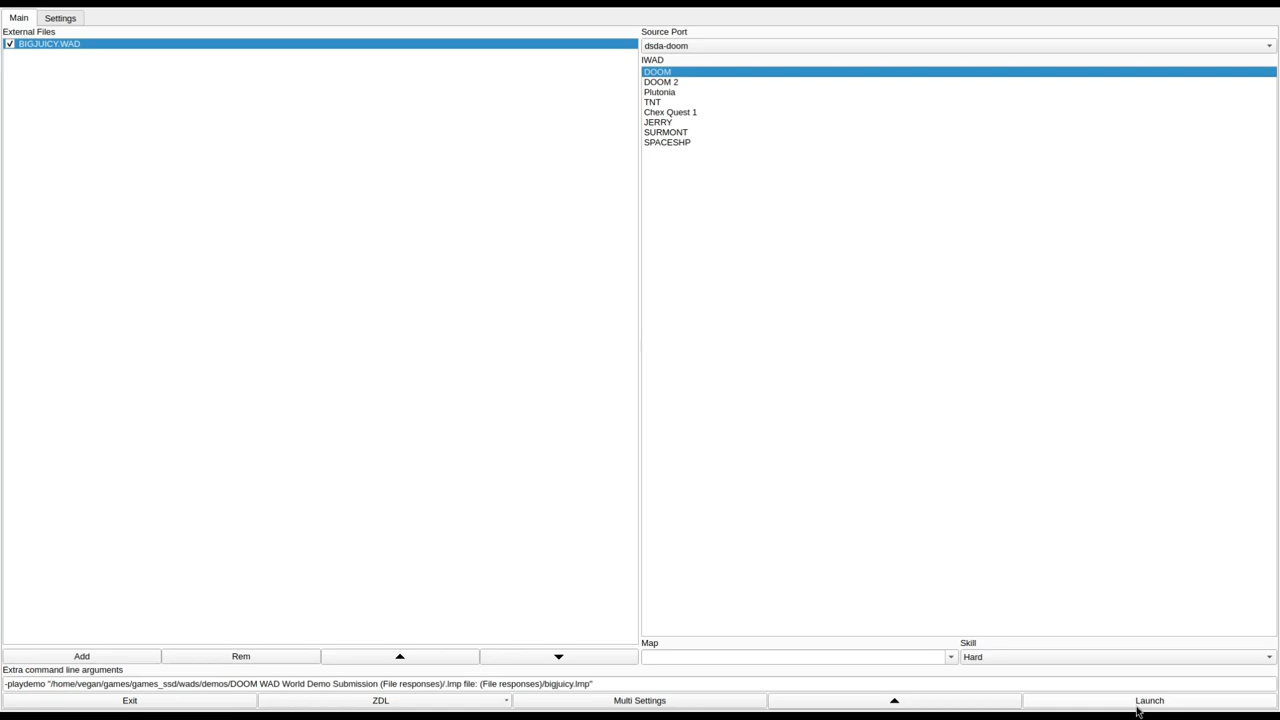 Main Settings
External Files
BIGJUICY.WAD
Source Port
dsda-doom
IWAD
DOOM
DOOM 2
Plutonia
TNT
Chex Quest 1
JERRY
SURMONT
SPACESHP
Add Rem
Map Skill
Hard
Extra command line arguments
-playdemo "/home/vegan/games/games_ssd/wads/demos/DOOM WAD World Demo Submission (File responses)/.lmp file: (File responses)/bigjuicy.lmp"
Exit ZDL Multi Settings Launch